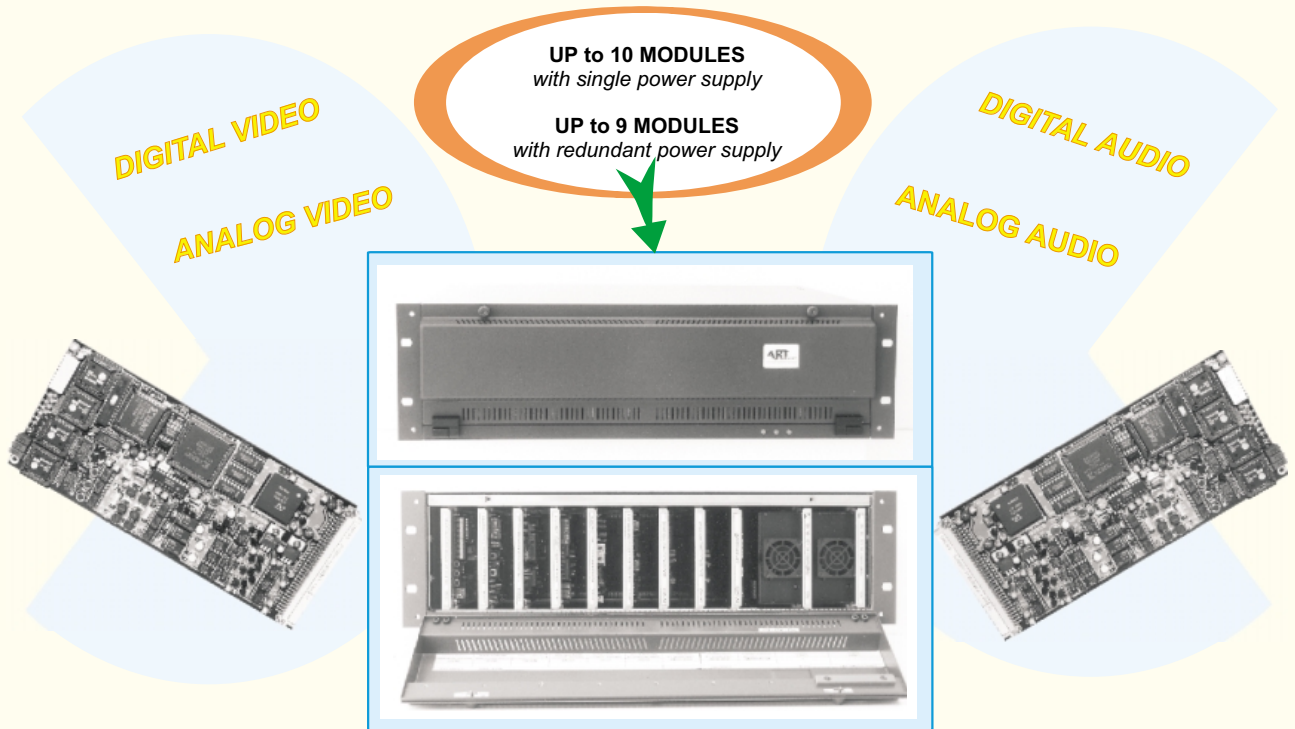 UP to 10 MODULES
with single power supply
UP to 9 MODULES
with redundant power supply
DIGITAL VIDEO
ANALOG VIDEO
DIGITAL AUDIO
ANALOG AUDIO
ART